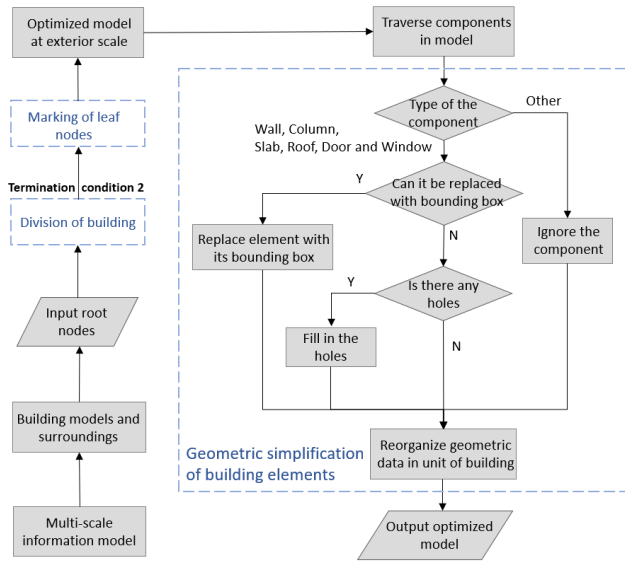 Optimized model
at exterior scale
Traverse components
in model
Marking of leaf
nodes
Type of the
component
Other
Wall, Column,
Slab, Roof, Door and Window
Termination condition 2
Y
Can it be replaced
with bounding box
Division of building
Replace element with
its bounding box
N
Ignore the
component
Y
Is there any
holes
Input root
nodes
Fill in the
holes
N
Building models and
surroundings
Geometric simplification
of building elements
Reorganize geometric
data in unit of building
Multi-scale
information model
Output optimized
model